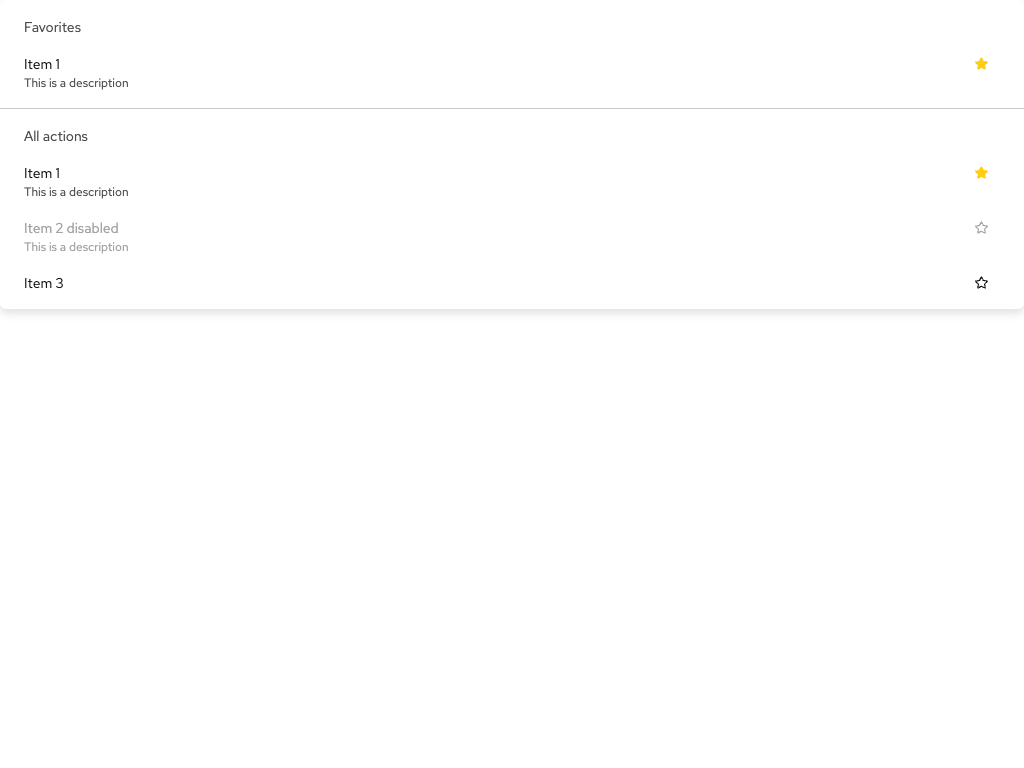 Favorites
Item 1
This is a description
All actions
Item 1
This is a description
Item 2 disabled
This is a description
Item 3